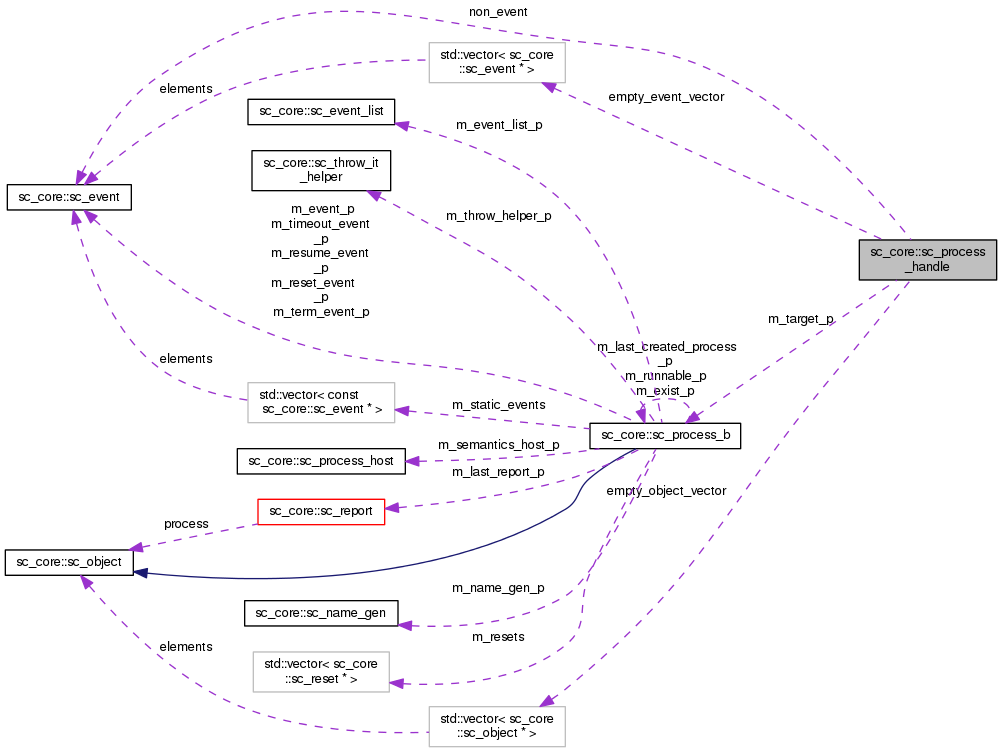 non_event
std::vector< sc_core
::sc_event * >
elements
empty_event_vector
sc_core::sc_event_list
m_event_list_p
sc_core::sc_throw_it
_helper
sc_core::sc_event
m_event_p
m_timeout_event
_p
m_resume_event
_p
m_reset_event
_p
m_term_event_p
m_throw_helper_p
sc_core::sc_process
_handle
m_target_p
m_last_created_process
_p
m_runnable_p
m_exist_p
elements
std::vector< const
sc_core::sc_event * >
m_static_events
sc_core::sc_process_b
m_semantics_host_p
sc_core::sc_process_host
m_last_report_p
empty_object_vector
sc_core::sc_report
process
sc_core::sc_object
m_name_gen_p
sc_core::sc_name_gen
m_resets
elements
std::vector< sc_core
::sc_reset * >
std::vector< sc_core
::sc_object * >